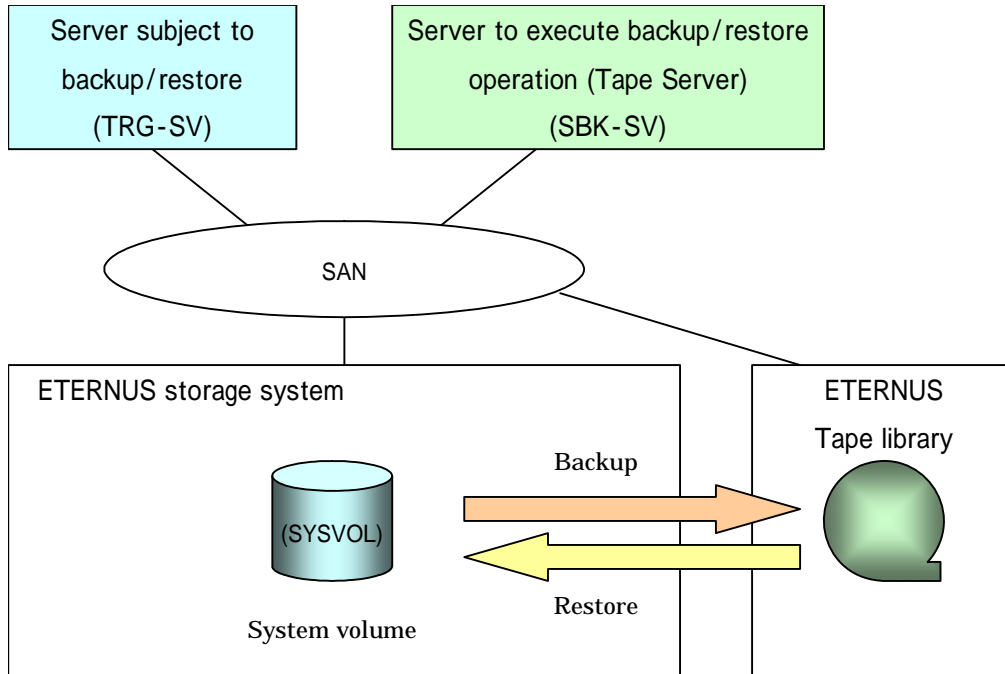 Server subject to
backup/restore
(TRG-SV)
Server to execute backup/restore
operation (Tape Server)
(SBK-SV)
SAN
ETERNUS storage system
ETERNUS
Tape library
Backup
(SYSVOL)
Restore
System volume